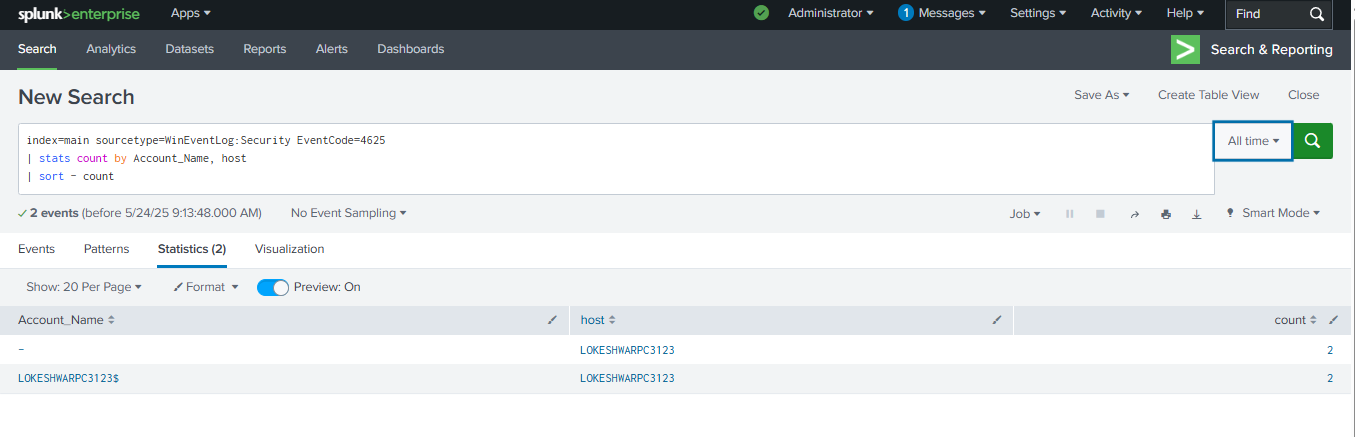 splunk>enterprise Apps Administrator 1 Messages Settings Activity Help Find
Search Analytics Datasets Reports Alerts Dashboards > Search & Reporting
New Search Save As Create Table View Close
index=main sourcetype=WinEventLog:Security EventCode=4625 All time
| stats count by Account_Name, host
| sort - count
2 events (before 5/24/25 9:13:48.000 AM) No Event Sampling Job Smart Mode
Events Patterns Statistics (2) Visualization
Show: 20 Per Page Format Preview: On
Account_Name host count
- LOKESHWARPC3123 2
LOKESHWARPC3123$ LOKESHWARPC3123 2